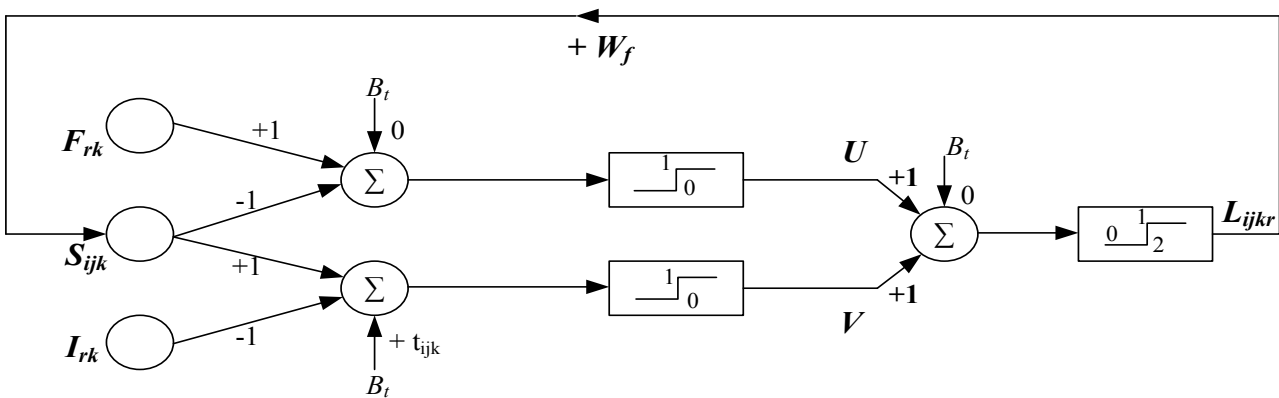 + W_f
B_t
0
F_rk
+1
Σ
1
0
U
+1
B_t
0
-1
S_ijk
+1
Σ
0
1
2
L_ijkr
Σ
1
0
V
+1
I_rk
-1
+ t_ijk
B_t